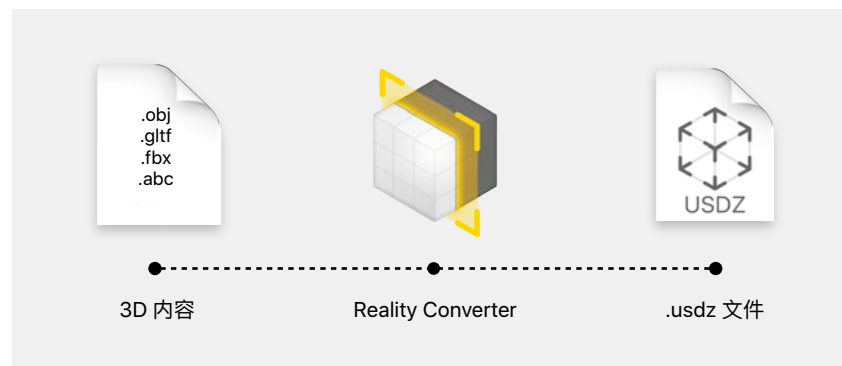 .obj
.gltf
.fbx
.abc
USDZ
3D 内容
Reality Converter
.usdz 文件